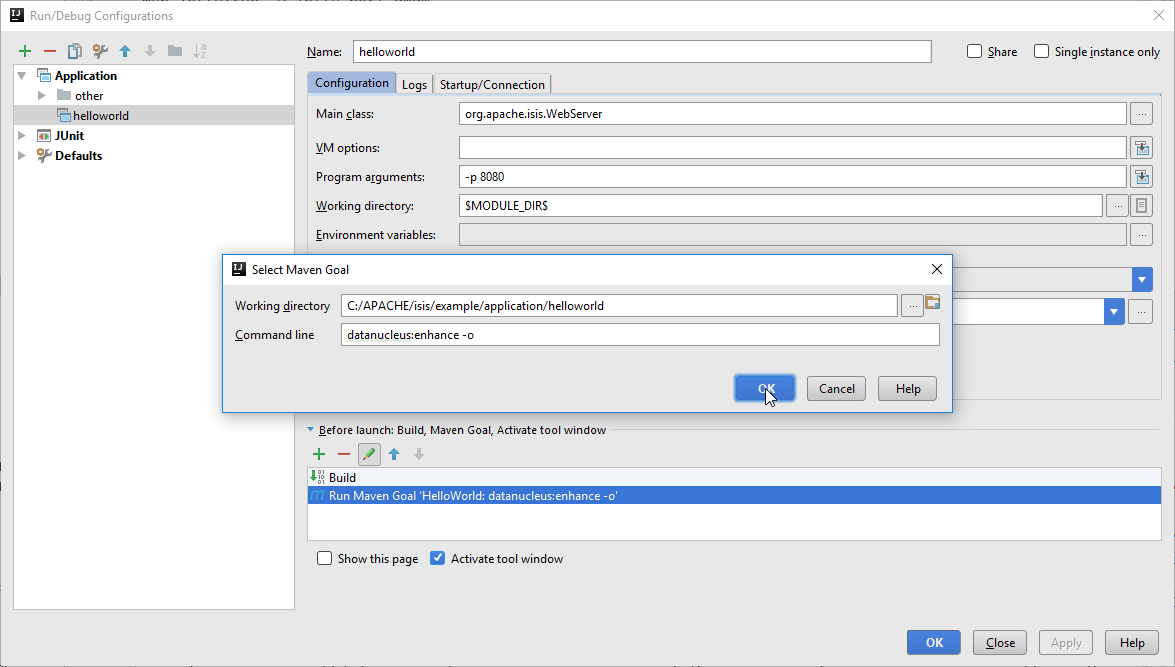 Run/Debug Configurations
Name: helloworld Share Single instance only
Application
other
helloworld
JUnit
Defaults
Configuration Logs Startup/Connection
Main class: org.apache.isis.WebServer ...
VM options:
Program arguments: -p 8080
Working directory: $MODULE_DIR$ ...
Environment variables: ...
Select Maven Goal
Working directory C:/APACHE/isis/example/application/helloworld ...
Command line datanucleus:enhance -o
OK Cancel Help
...
Before launch: Build, Maven Goal, Activate tool window
Build
Run Maven Goal 'HelloWorld: datanucleus:enhance -o'
Show this page Activate tool window
OK Close Apply Help